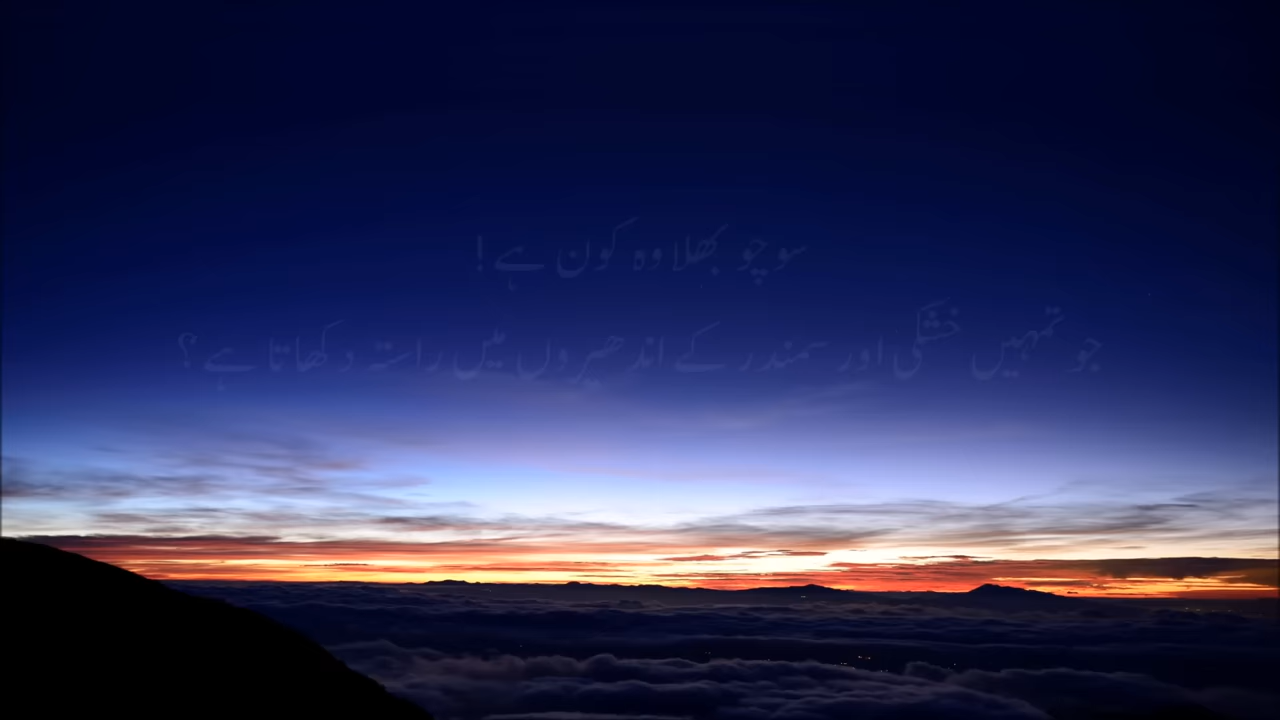 سوچو بھلا وہ کون ہے!
جو تمہیں خشکی اور سمندر کے اندھیروں میں راستہ دکھاتا ہے؟